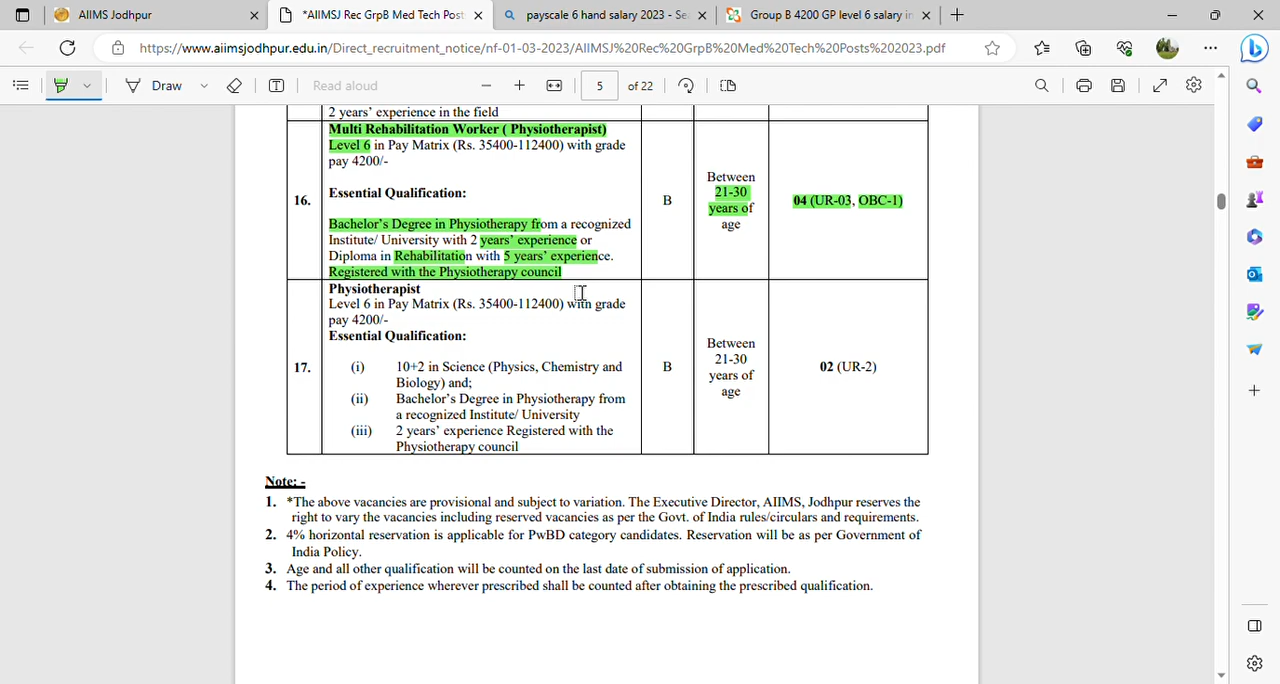 AIIMS Jodhpur
*AIIMSJ Rec GrpB Med Tech Post
payscale 6 hand salary 2023 - Se
Group B 4200 GP level 6 salary in
https://www.aiimsjodhpur.edu.in/Direct_recruitment_notice/nf-01-03-2023/AIIMSJ%20Rec%20GrpB%20Med%20Tech%20Posts%202023.pdf
Draw
Read aloud
5
of 22
2 years' experience in the field
16.
Multi Rehabilitation Worker ( Physiotherapist)
Level 6 in Pay Matrix (Rs. 35400-112400) with grade
pay 4200/-
Essential Qualification:
Bachelor's Degree in Physiotherapy from a recognized
Institute/ University with 2 years' experience or
Diploma in Rehabilitation with 5 years' experience.
Registered with the Physiotherapy council
B
Between
21-30
years of
age
04 (UR-03, OBC-1)
17.
Physiotherapist
Level 6 in Pay Matrix (Rs. 35400-112400) with grade
pay 4200/-
Essential Qualification:
(i) 10+2 in Science (Physics, Chemistry and
Biology) and;
(ii) Bachelor's Degree in Physiotherapy from
a recognized Institute/ University
(iii) 2 years' experience Registered with the
Physiotherapy council
B
Between
21-30
years of
age
02 (UR-2)
Note: -
1. *The above vacancies are provisional and subject to variation. The Executive Director, AIIMS, Jodhpur reserves the
right to vary the vacancies including reserved vacancies as per the Govt. of India rules/circulars and requirements.
2. 4% horizontal reservation is applicable for PwBD category candidates. Reservation will be as per Government of
India Policy.
3. Age and all other qualification will be counted on the last date of submission of application.
4. The period of experience wherever prescribed shall be counted after obtaining the prescribed qualification.